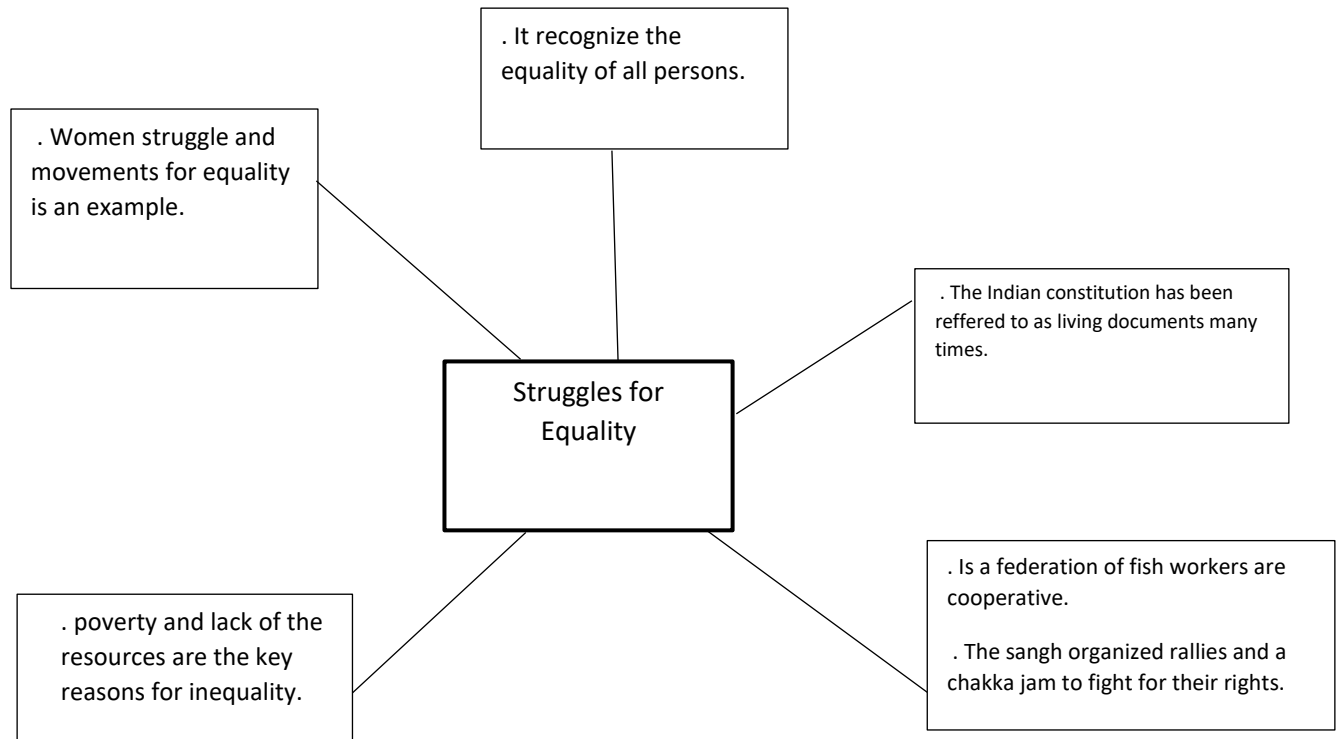 . It recognize the
equality of all persons.
. Women struggle and
movements for equality
is an example.
. The Indian constitution has been
reffered to as living documents many
times.
Struggles for
Equality
. Is a federation of fish workers are
cooperative.
. The sangh organized rallies and a
chakka jam to fight for their rights.
. poverty and lack of the
resources are the key
reasons for inequality.